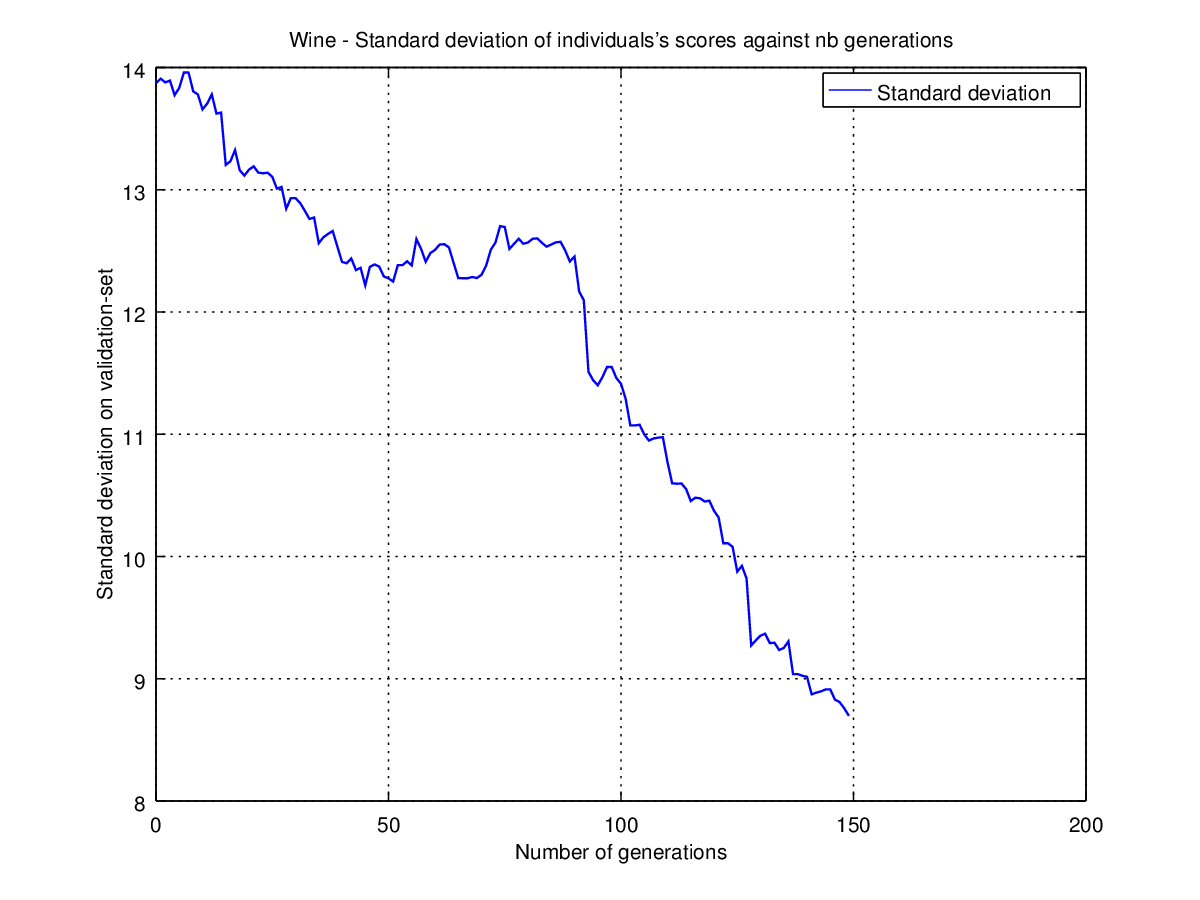 Wine - Standard deviation of individuals's scores against nb generations
Standard deviation
14
13
12
11
10
9
8
Standard deviation on validation-set
0 50 100 150 200
Number of generations